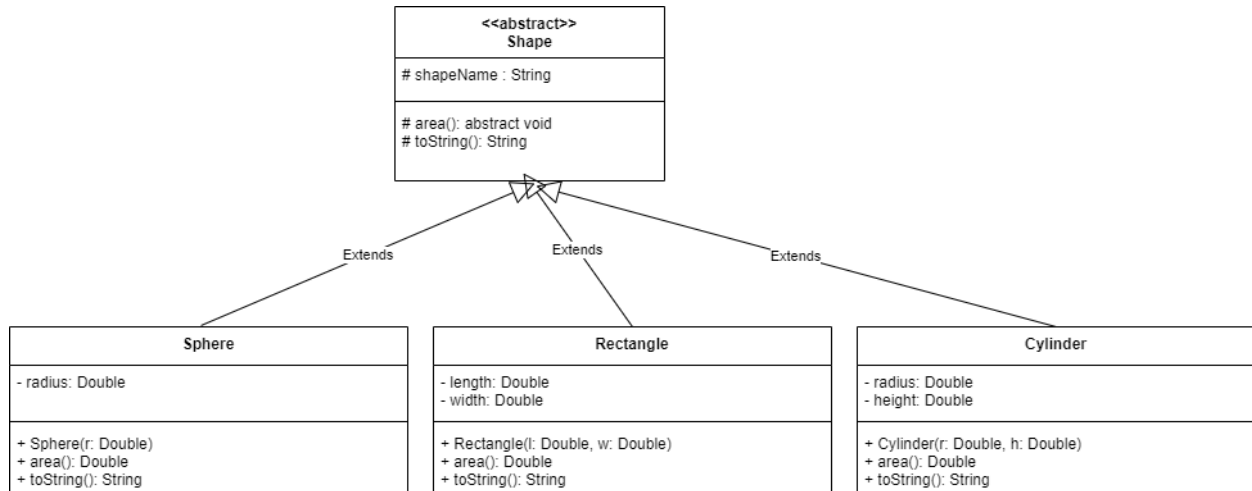 <<abstract>>
Shape
# shapeName : String
# area(): abstract void
# toString(): String
Extends
Extends
Extends
Sphere
- radius: Double
+ Sphere(r: Double)
+ area(): Double
+ toString(): String
Rectangle
- length: Double
- width: Double
+ Rectangle(l: Double, w: Double)
+ area(): Double
+ toString(): String
Cylinder
- radius: Double
- height: Double
+ Cylinder(r: Double, h: Double)
+ area(): Double
+ toString(): String